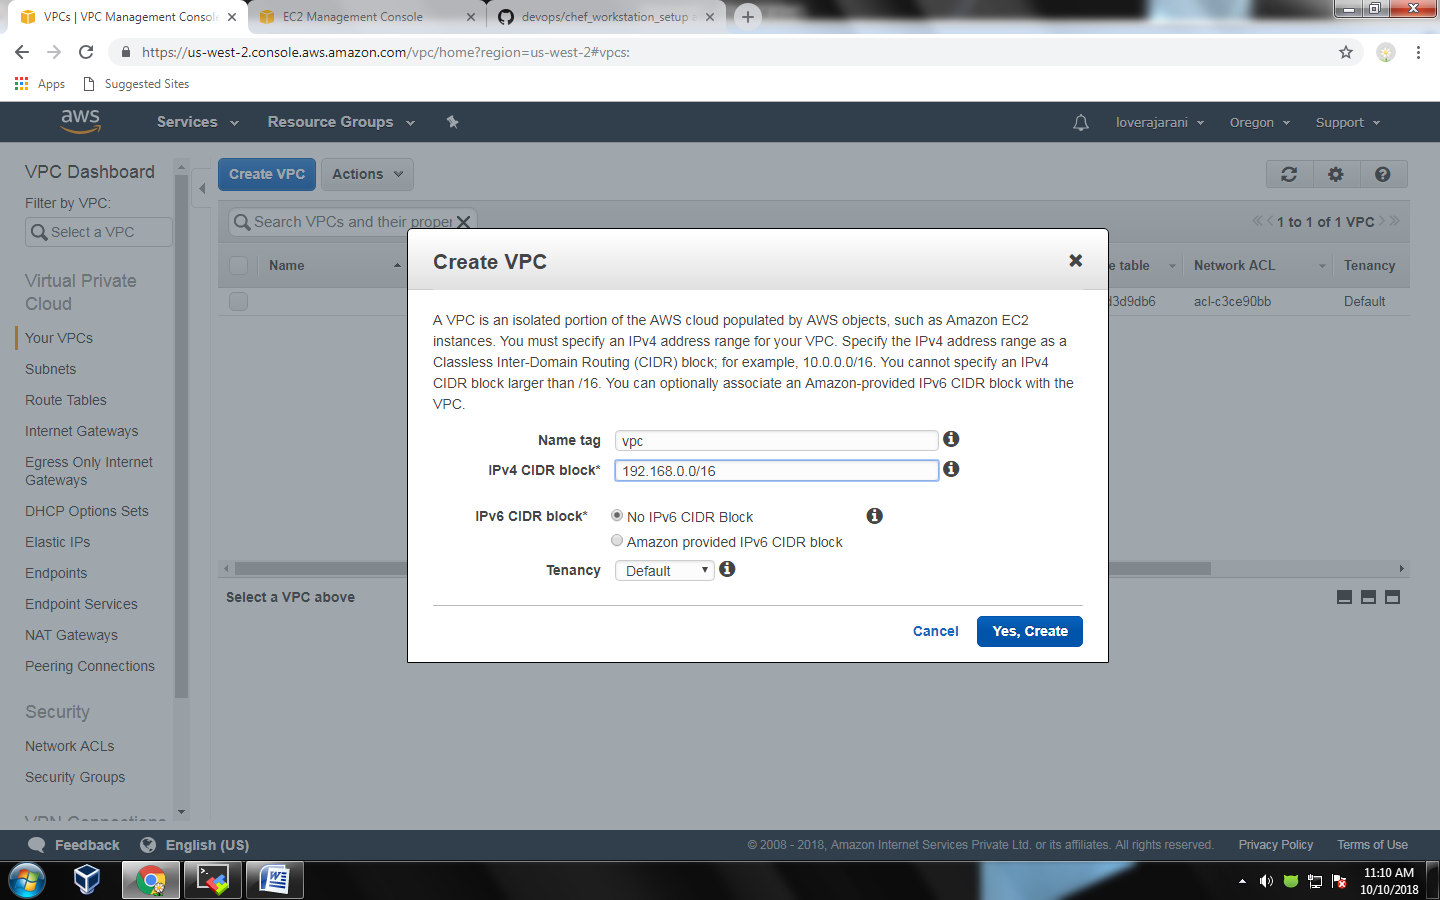 VPCs | VPC Management Conso
EC2 Management Console
devops/chef_workstation_setup
https://us-west-2.console.aws.amazon.com/vpc/home?region=us-west-2#vpcs:
Apps
Suggested Sites
aws
Services
Resource Groups
loverajarani
Oregon
Support
VPC Dashboard
Filter by VPC:
Select a VPC
Virtual Private
Cloud
Your VPCs
Subnets
Route Tables
Internet Gateways
Egress Only Internet
Gateways
DHCP Options Sets
Elastic IPs
Endpoints
Endpoint Services
NAT Gateways
Peering Connections
Security
Network ACLs
Security Groups
VPN Connections
Create VPC
Actions
Search VPCs and their proper
1 to 1 of 1 VPC
Name
e table
Network ACL
Tenancy
d3d9db6
acl-c3ce90bb
Default
Create VPC
A VPC is an isolated portion of the AWS cloud populated by AWS objects, such as Amazon EC2
instances. You must specify an IPv4 address range for your VPC. Specify the IPv4 address range as a
Classless Inter-Domain Routing (CIDR) block; for example, 10.0.0.0/16. You cannot specify an IPv4
CIDR block larger than /16. You can optionally associate an Amazon-provided IPv6 CIDR block with the
VPC.
Name tag
vpc
IPv4 CIDR block*
192.168.0.0/16
IPv6 CIDR block*
No IPv6 CIDR Block
Amazon provided IPv6 CIDR block
Tenancy
Default
Cancel
Yes, Create
Select a VPC above
Feedback
English (US)
© 2008 - 2018, Amazon Internet Services Private Ltd. or its affiliates. All rights reserved.
Privacy Policy
Terms of Use
11:10 AM
10/10/2018